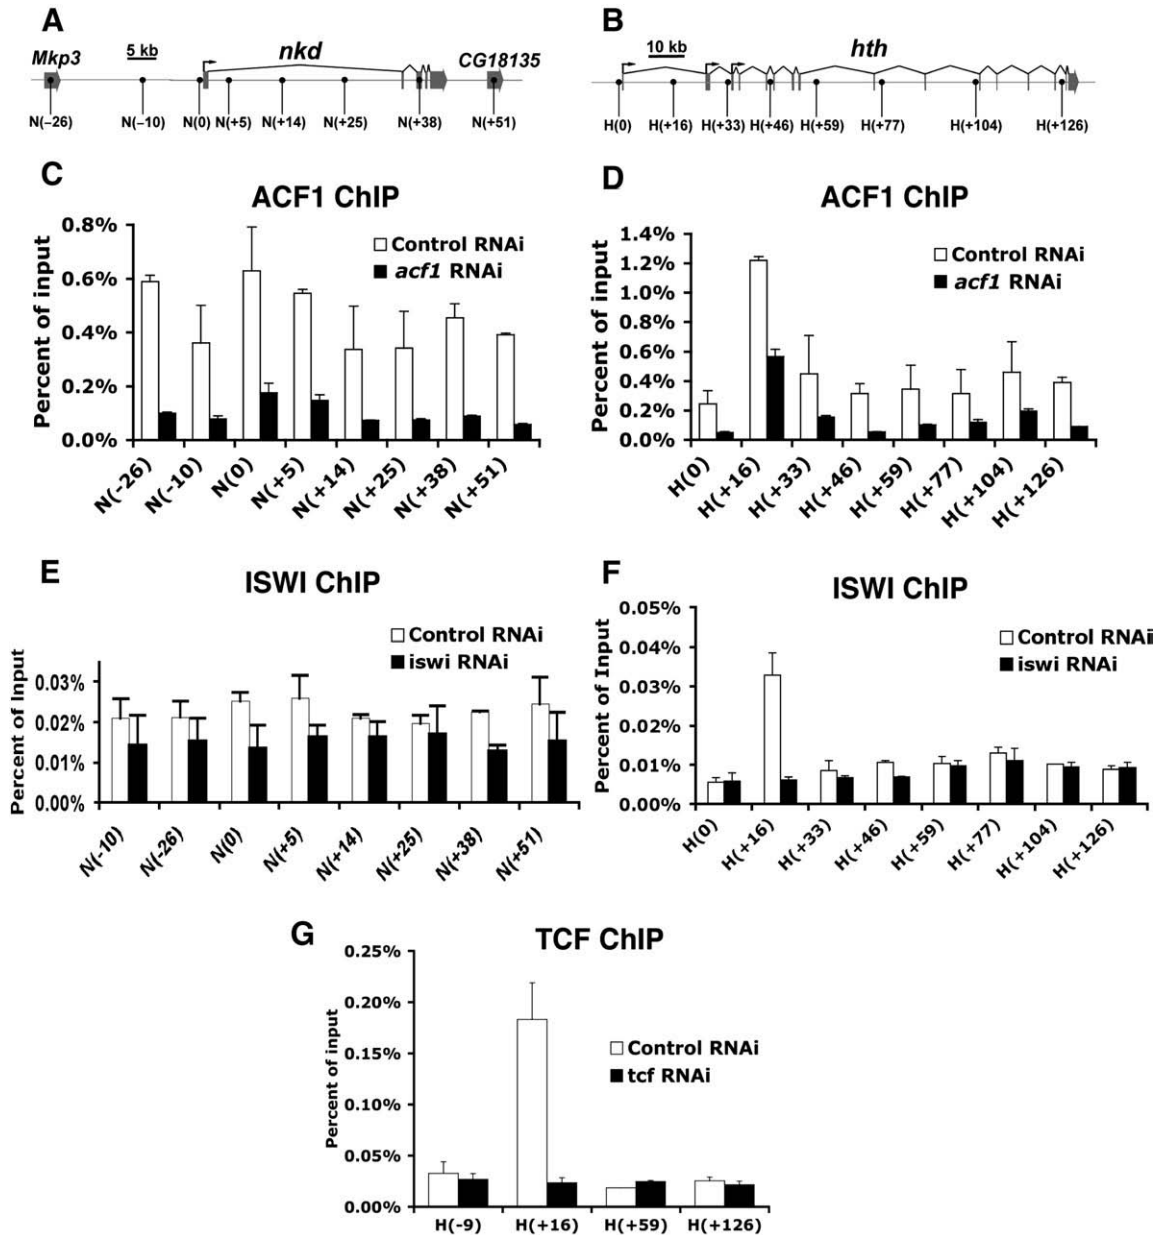 A
Mkp3
5 kb
nkd
CG18135
N(−26)
N(−10)
N(0)
N(+5)
N(+14)
N(+25)
N(+38)
N(+51)
B
10 kb
hth
H(0)
H(+16)
H(+33)
H(+46)
H(+59)
H(+77)
H(+104)
H(+126)
C
ACF1 ChIP
Percent of input
0.8%
0.6%
0.4%
0.2%
0.0%
Control RNAi
acf1 RNAi
N(-26)
N(-10)
N(0)
N(+5)
N(+14)
N(+25)
N(+38)
N(+51)
D
ACF1 ChIP
Percent of input
1.4%
1.2%
1.0%
0.8%
0.6%
0.4%
0.2%
0.0%
Control RNAi
acf1 RNAi
H(0)
H(+16)
H(+33)
H(+46)
H(+59)
H(+77)
H(+104)
H(+126)
E
ISWI ChIP
Percent of Input
0.03%
0.02%
0.01%
0.00%
Control RNAi
iswi RNAi
N(-10)
N(-26)
N(0)
N(+5)
N(+14)
N(+25)
N(+38)
N(+51)
F
ISWI ChIP
Percent of Input
0.05%
0.04%
0.03%
0.02%
0.01%
0.00%
Control RNAi
iswi RNAi
H(0)
H(+16)
H(+33)
H(+46)
H(+59)
H(+77)
H(+104)
H(+126)
G
TCF ChIP
Percent of input
0.25%
0.20%
0.15%
0.10%
0.05%
0.00%
Control RNAi
tcf RNAi
H(-9)
H(+16)
H(+59)
H(+126)